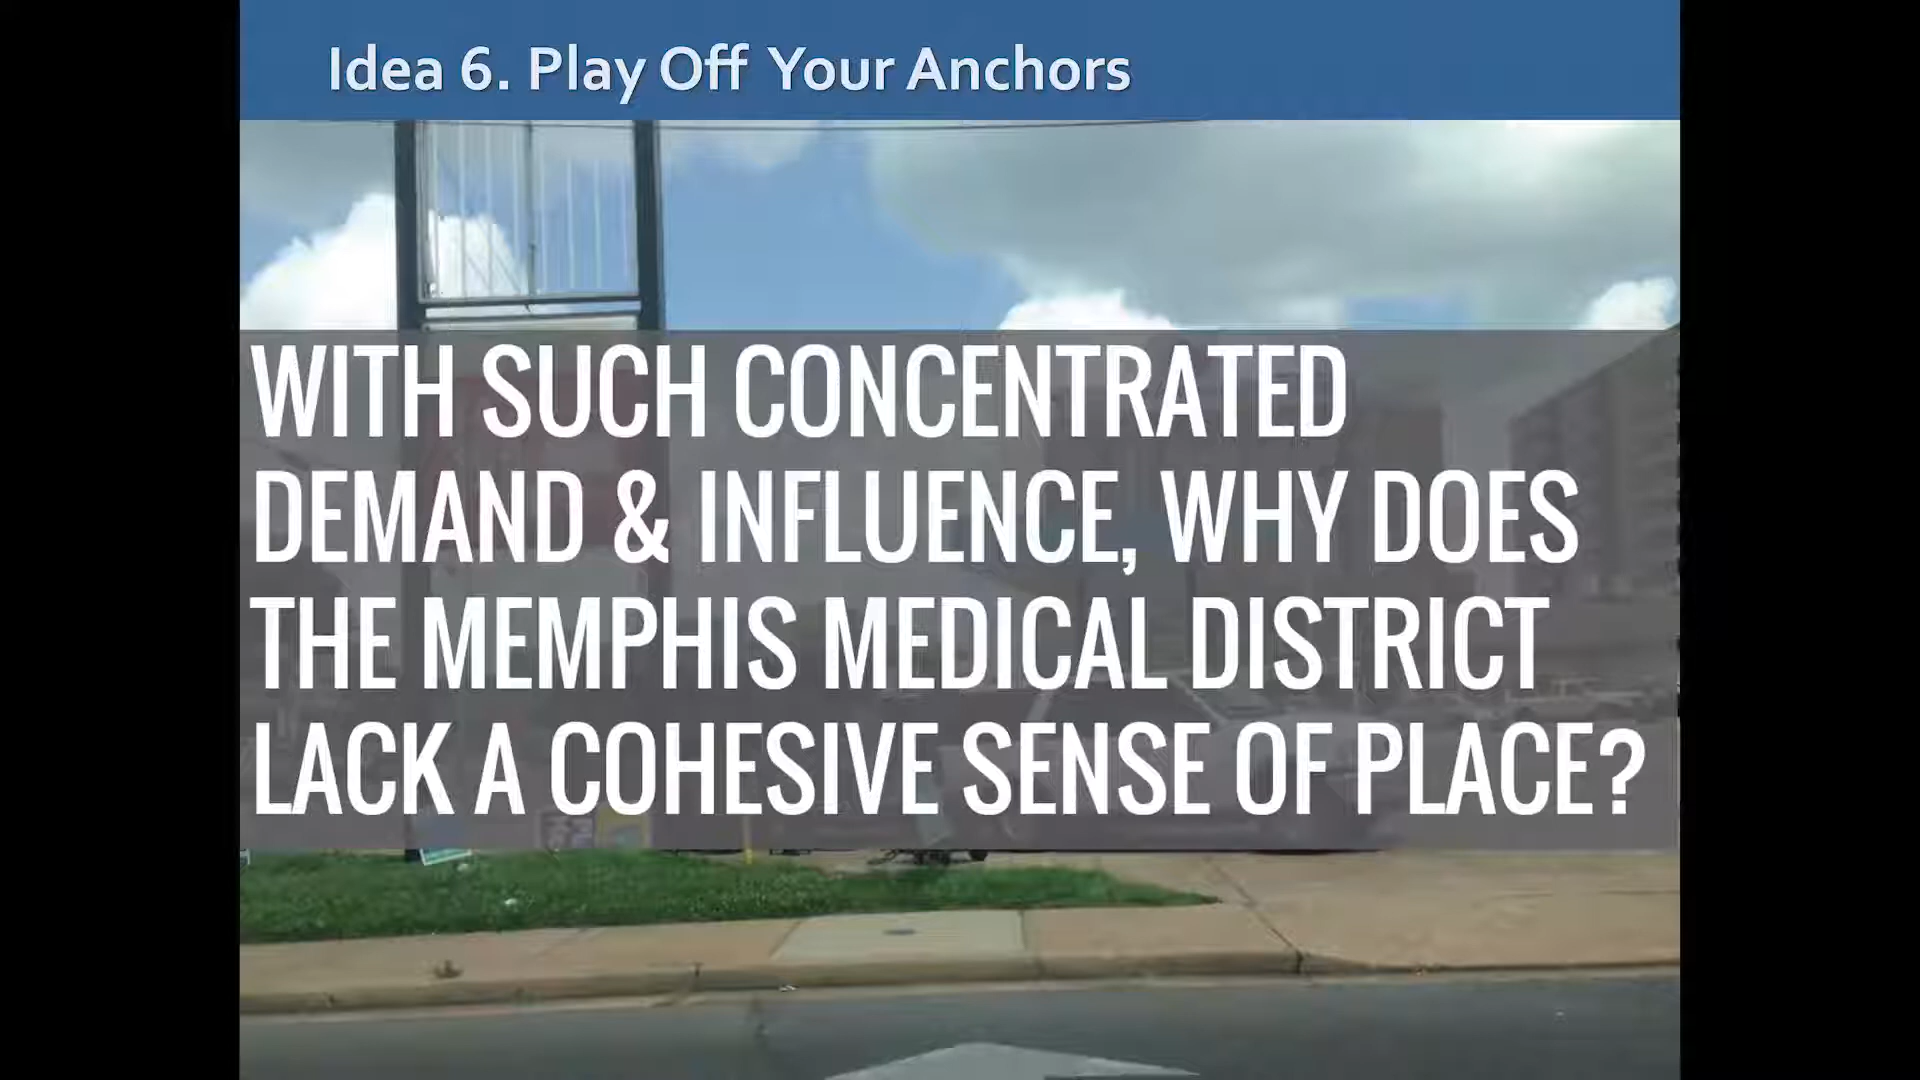 Idea 6. Play Off Your Anchors
WITH SUCH CONCENTRATED
DEMAND & INFLUENCE, WHY DOES
THE MEMPHIS MEDICAL DISTRICT
LACK A COHESIVE SENSE OF PLACE?